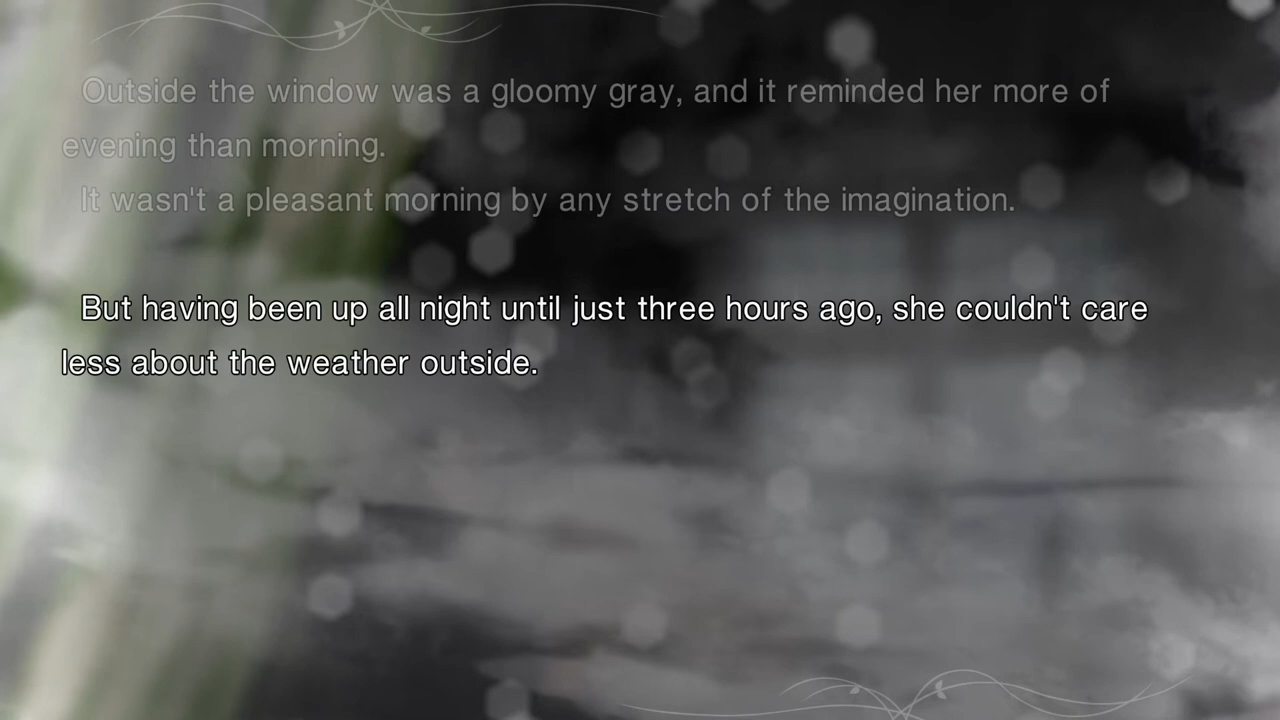 Outside the window was a gloomy gray, and it reminded her more of
evening than morning.
It wasn't a pleasant morning by any stretch of the imagination.
But having been up all night until just three hours ago, she couldn't care
less about the weather outside.